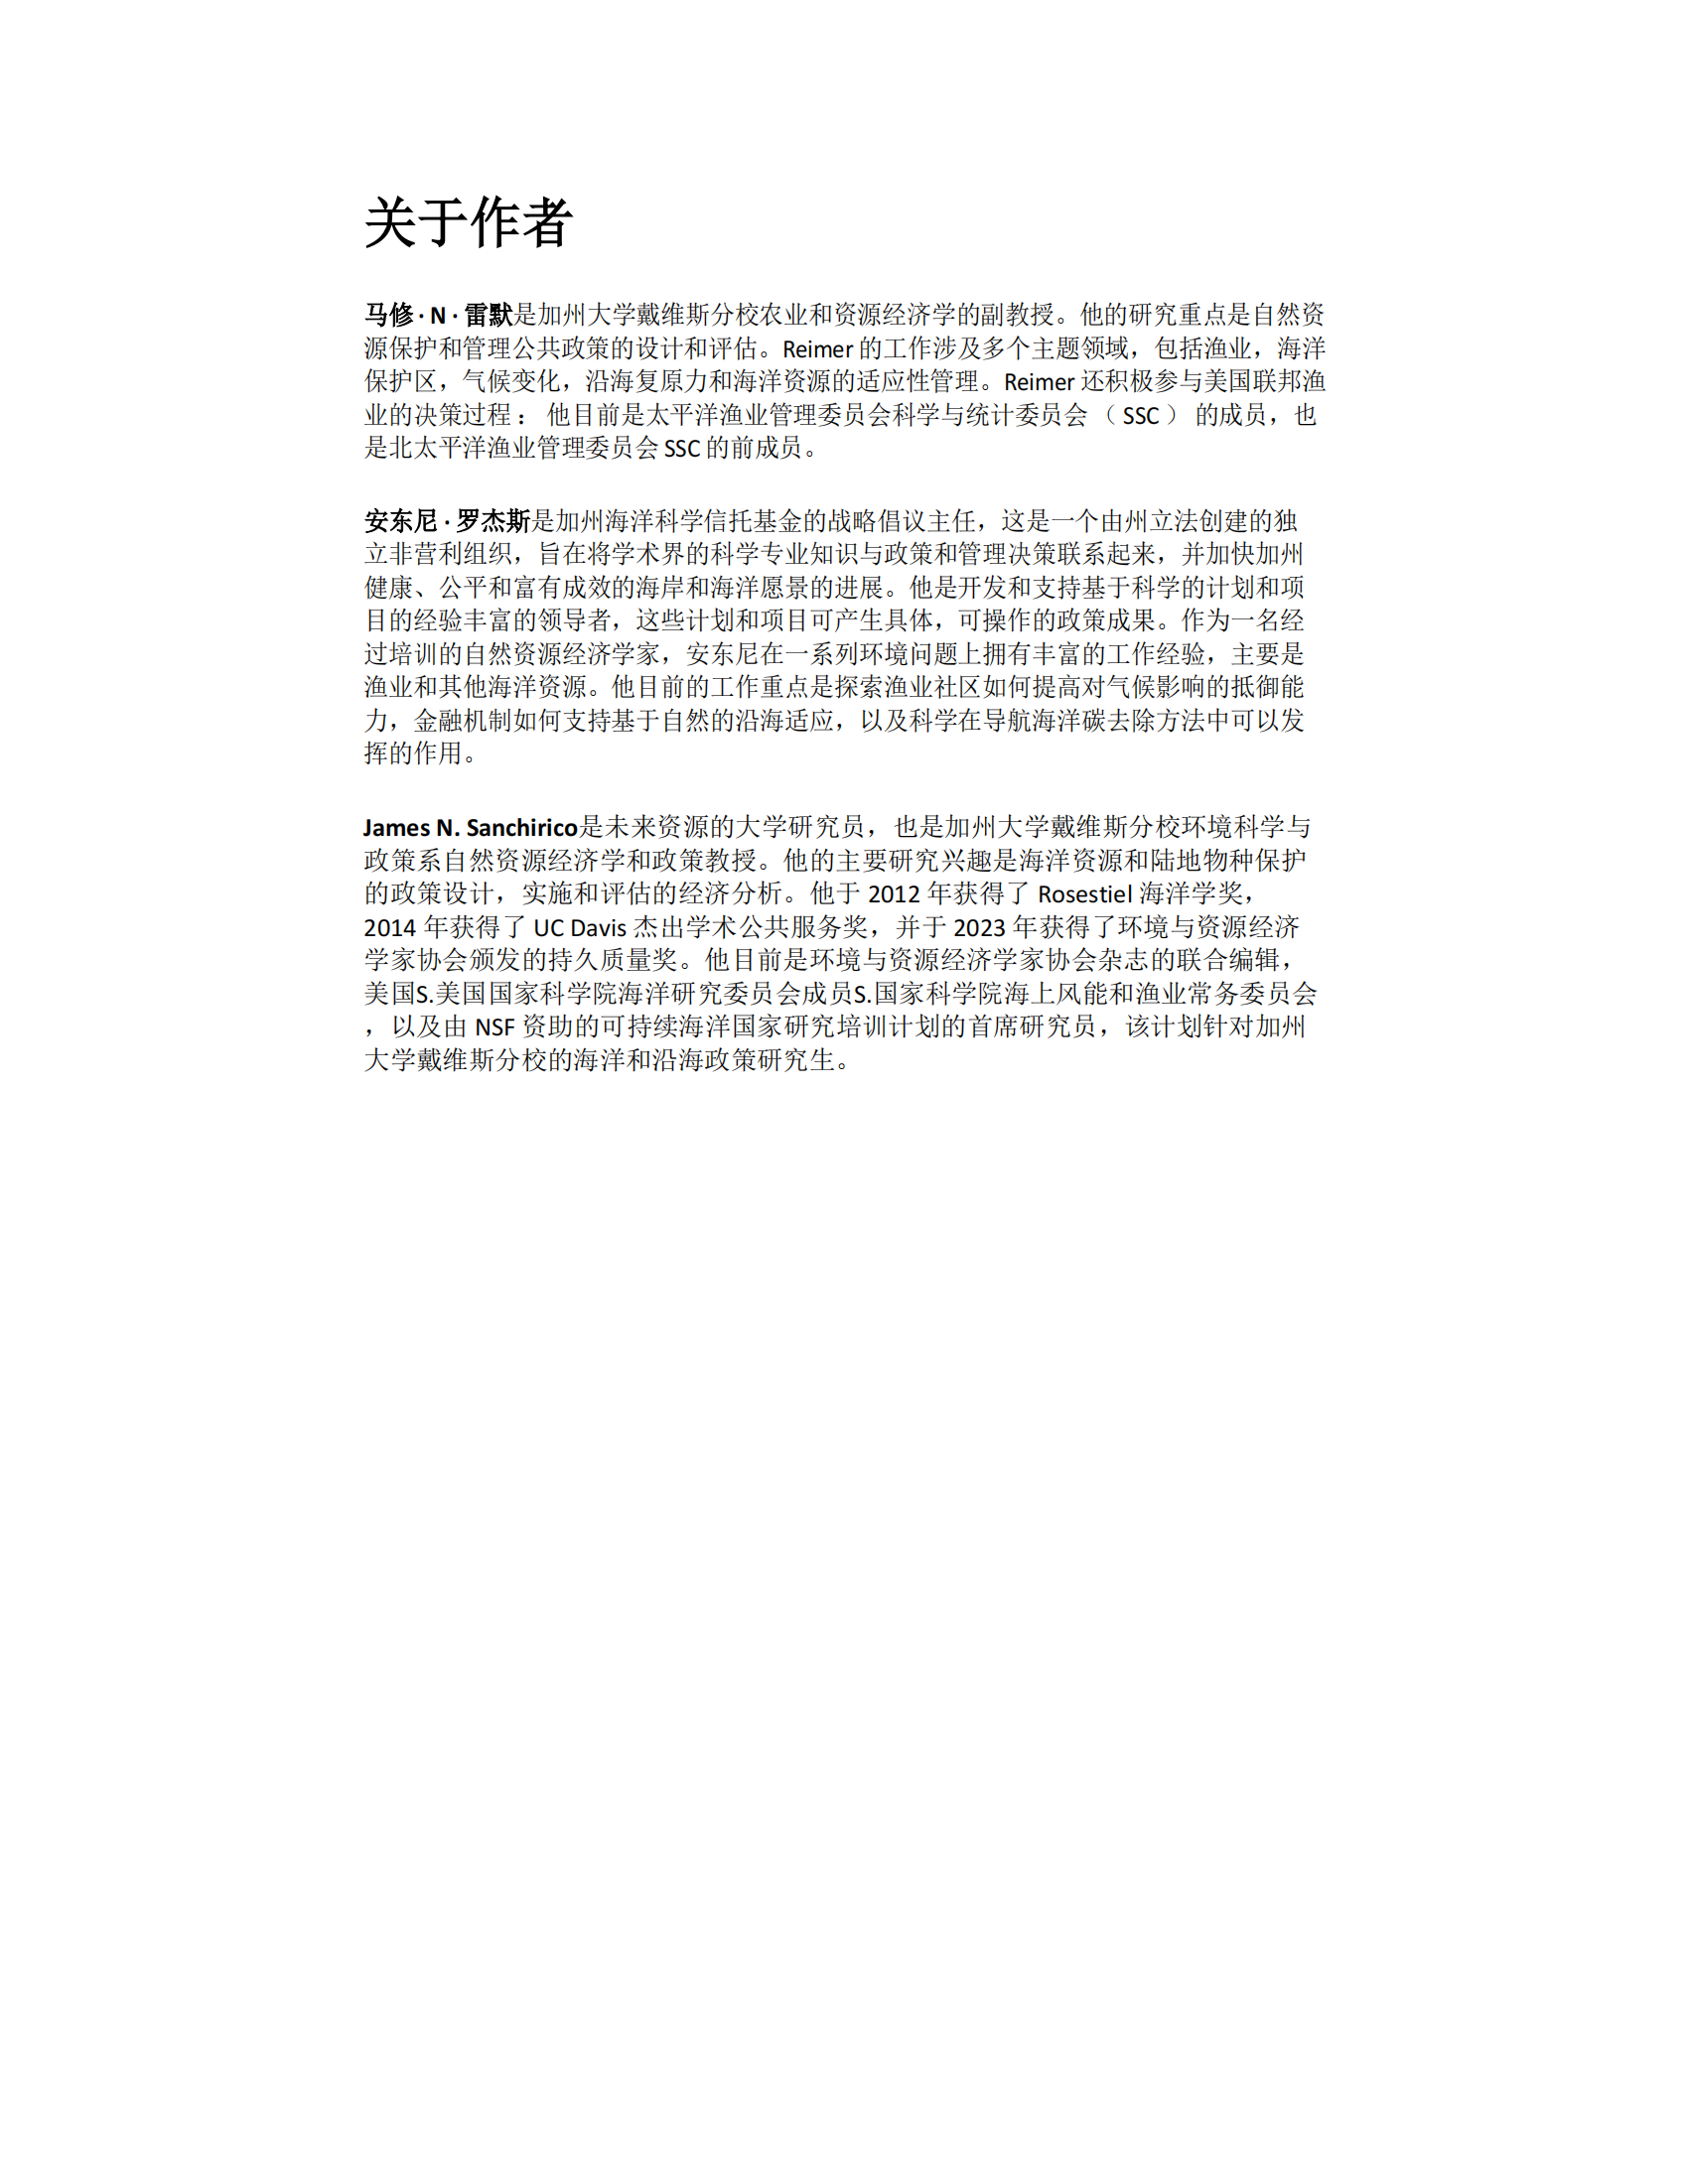 关于作者
马修· N · 雷默是加州大学戴维斯分校农业和资源经济学的副教授。他的研究重点是自然资
源保护和管理公共政策的设计和评估。Reimer 的工作涉及多个主题领域，包括渔业，海洋
保护区，气候变化，沿海复原力和海洋资源的适应性管理。Reimer 还积极参与美国联邦渔
业的决策过程： 他目前是太平洋渔业管理委员会科学与统计委员会 （ SSC ） 的成员，也
是北太平洋渔业管理委员会 SSC 的前成员。
安东尼 · 罗杰斯是加州海洋科学信托基金的战略倡议主任，这是一个由州立法创建的独
立非营利组织，旨在将学术界的科学专业知识与政策和管理决策联系起来，并加快加州
健康、公平和富有成效的海岸和海洋愿景的进展。他是开发和支持基于科学的计划和项
目的经验丰富的领导者，这些计划和项目可产生具体，可操作的政策成果。作为一名经
过培训的自然资源经济学家，安东尼在一系列环境问题上拥有丰富的工作经验，主要是
渔业和其他海洋资源。他目前的工作重点是探索渔业社区如何提高对气候影响的抵御能
力，金融机制如何支持基于自然的沿海适应，以及科学在导航海洋碳去除方法中可以发
挥的作用。
James N. Sanchirico是未来资源的大学研究员，也是加州大学戴维斯分校环境科学与
政策系自然资源经济学和政策教授。他的主要研究兴趣是海洋资源和陆地物种保护
的政策设计，实施和评估的经济分析。他于 2012 年获得了 Rosestiel 海洋学奖，
2014 年获得了 UC Davis 杰出学术公共服务奖，并于 2023 年获得了环境与资源经济
学家协会颁发的持久质量奖。他目前是环境与资源经济学家协会杂志的联合编辑，
美国S.美国国家科学院海洋研究委员会成员S.国家科学院海上风能和渔业常务委员会
，以及由 NSF 资助的可持续海洋国家研究培训计划的首席研究员，该计划针对加州
大学戴维斯分校的海洋和沿海政策研究生。